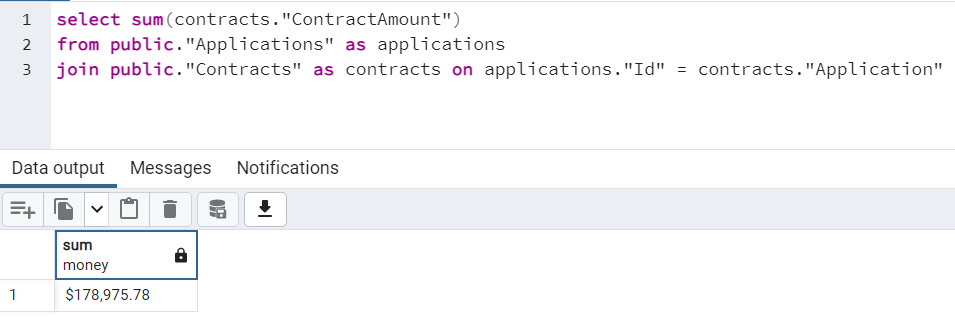 1 select sum(contracts."ContractAmount")
2 from public."Applications" as applications
3 join public."Contracts" as contracts on applications."Id" = contracts."Application"
Data output Messages Notifications
sum
money
1 $178,975.78